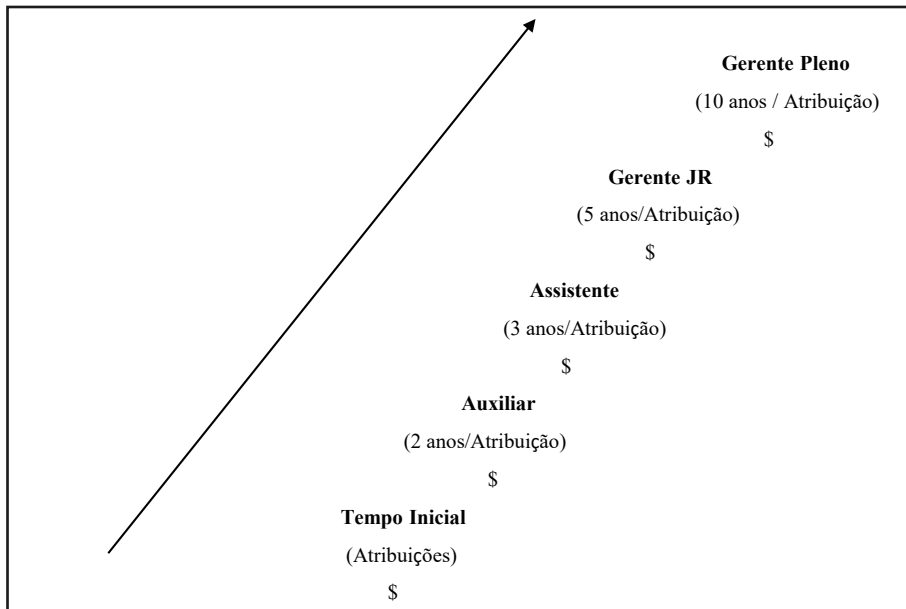 Gerente Pleno
(10 anos / Atribuição)
$
Gerente JR
(5 anos/Atribuição)
$
Assistente
(3 anos/Atribuição)
$
Auxiliar
(2 anos/Atribuição)
$
Tempo Inicial
(Atribuições)
$